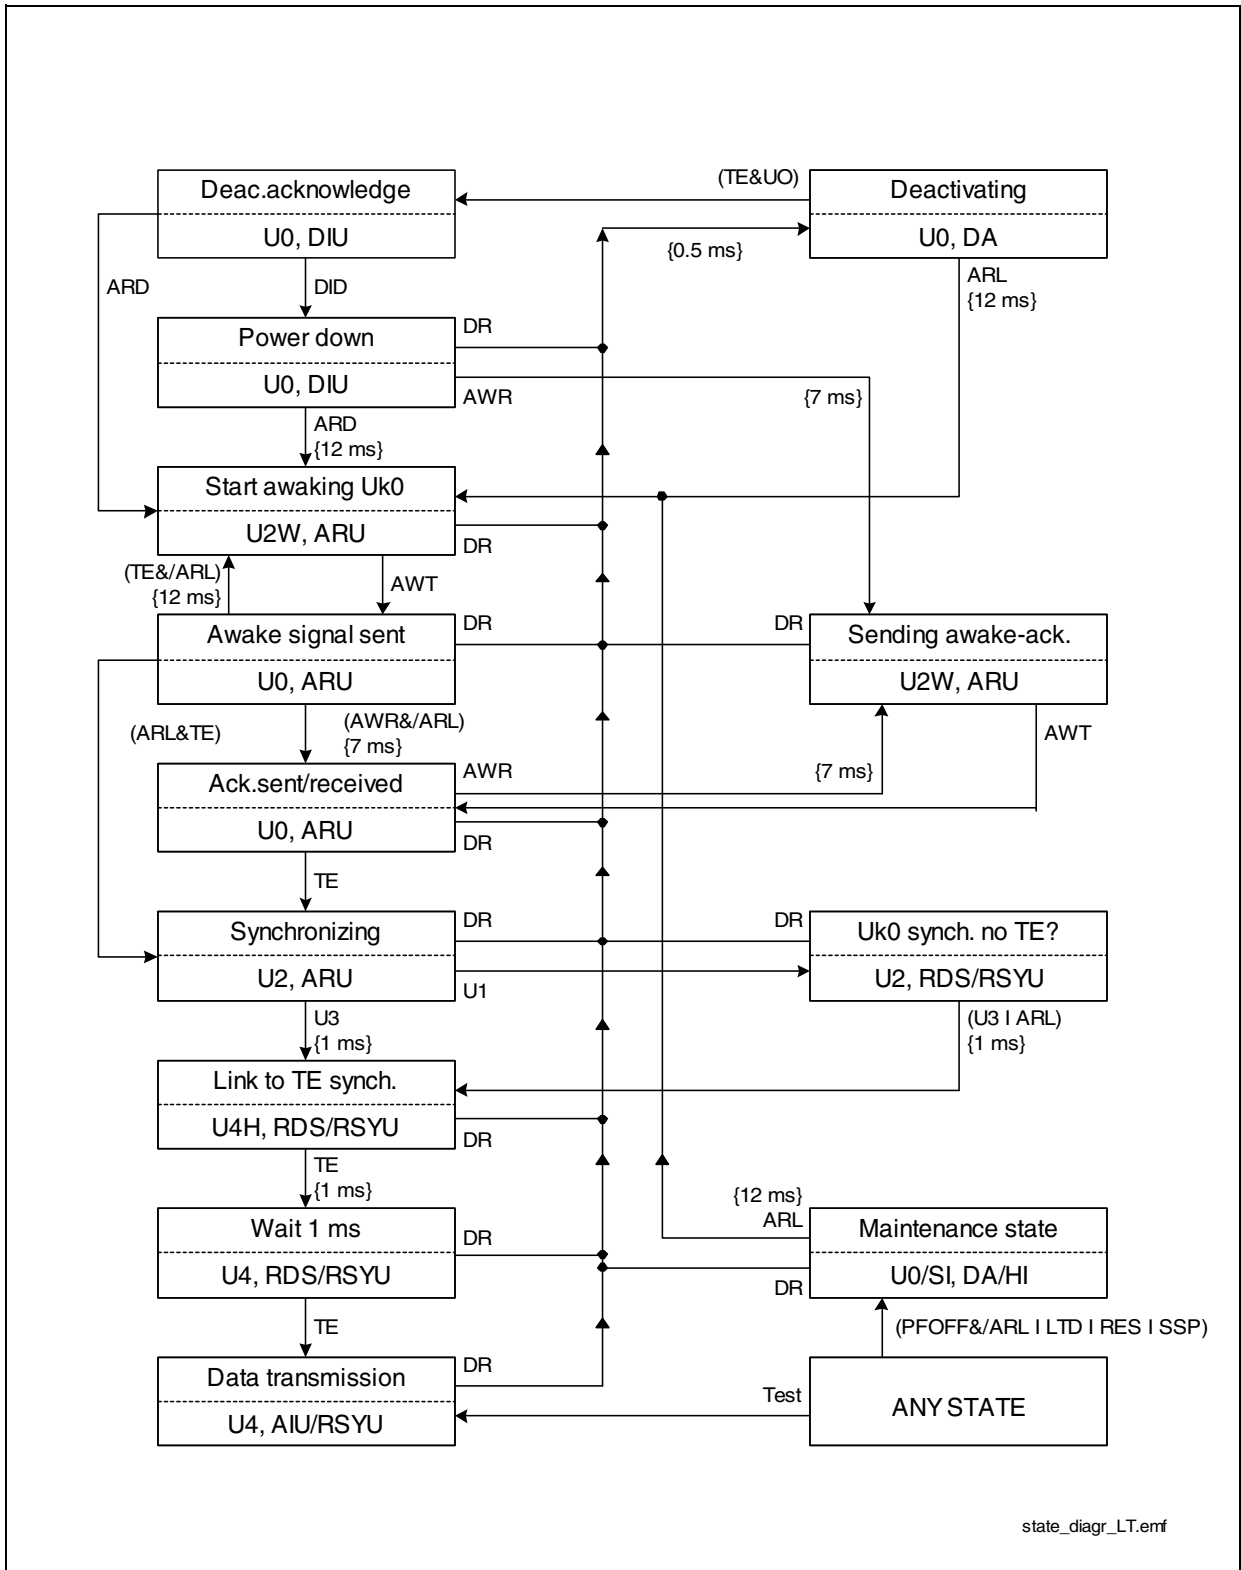 (TE&UO)
Deac.acknowledge
U0, DIU
Deactivating
U0, DA
{0.5 ms}
ARD
DID
ARL
{12 ms}
Power down
U0, DIU
DR
AWR
{7 ms}
ARD
{12 ms}
Start awaking Uk0
U2W, ARU
DR
(TE&/ARL)
{12 ms}
AWT
Awake signal sent
U0, ARU
DR
DR
Sending awake-ack.
U2W, ARU
(ARL&TE)
(AWR&/ARL)
{7 ms}
AWT
Ack.sent/received
U0, ARU
AWR
{7 ms}
DR
TE
Synchronizing
U2, ARU
DR
DR
Uk0 synch. no TE?
U2, RDS/RSYU
U1
U3
{1 ms}
(U3 I ARL)
{1 ms}
Link to TE synch.
U4H, RDS/RSYU
DR
TE
{1 ms}
{12 ms}
ARL
Wait 1 ms
U4, RDS/RSYU
DR
Maintenance state
U0/SI, DA/HI
DR
TE
(PFOFF&/ARL I LTD I RES I SSP)
Data transmission
U4, AIU/RSYU
DR
Test
ANY STATE
state_diagr_LT.emf